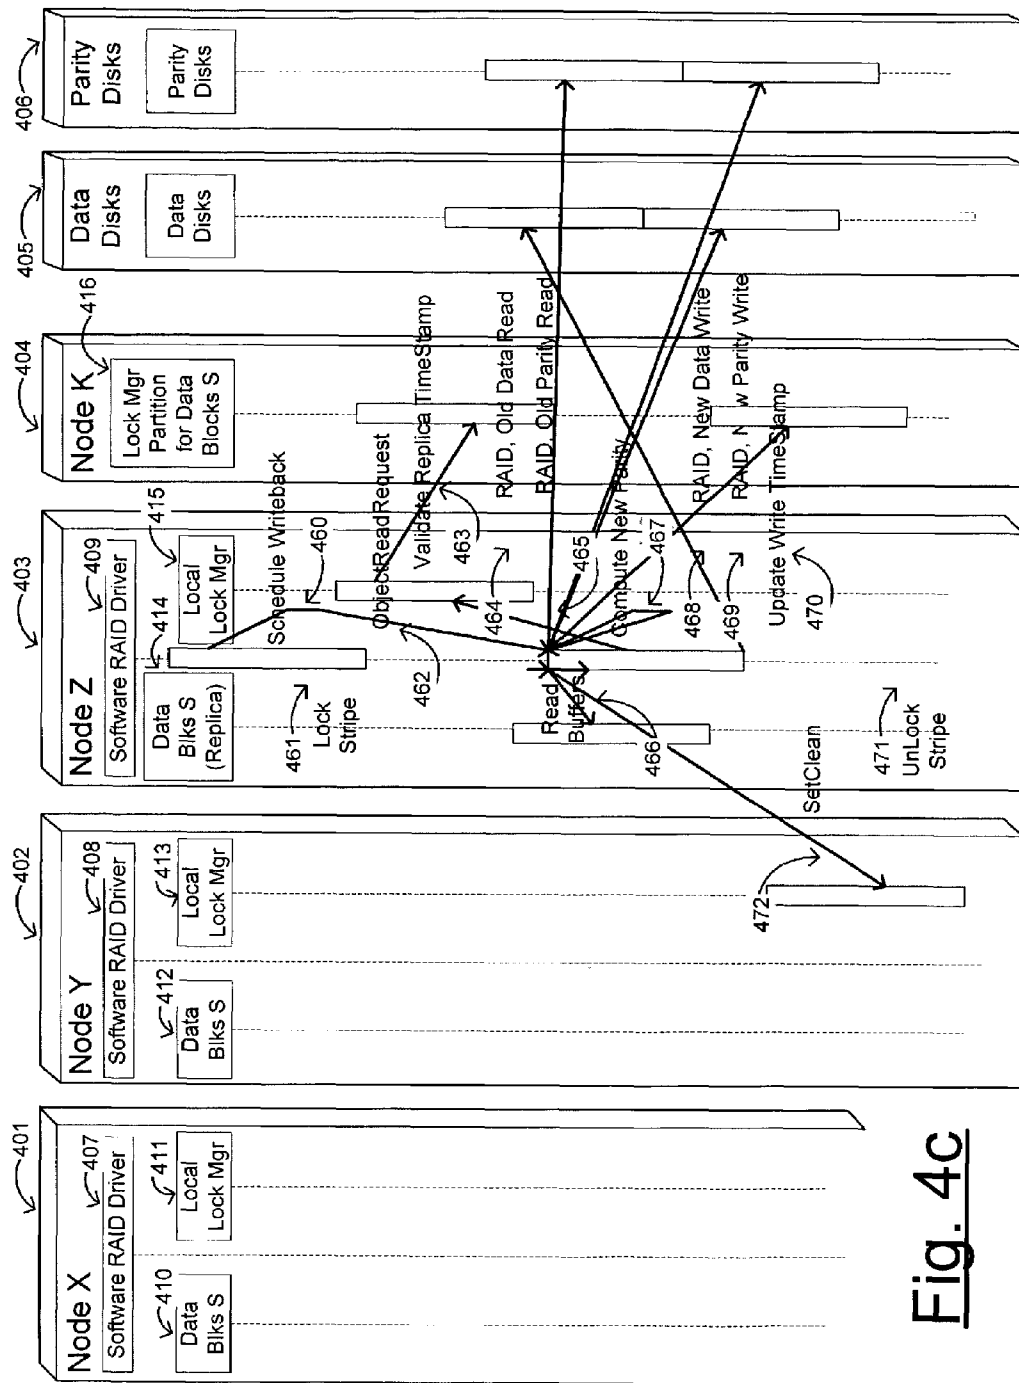 401
Node X
407
Software RAID Driver
410
Data
Blks S
411
Local
Lock Mgr
402
Node Y
408
Software RAID Driver
412
Data
Blks S
413
Local
Lock Mgr
403
Node Z
409
Software RAID Driver
414
Data
Blks S
(Replica)
415
Local
Lock Mgr
404
Node K
416
Lock Mgr
Partition
for Data
Blocks S
405
Data
Disks
Data
Disks
406
Parity
Disks
Parity
Disks
Schedule Writeback
460
461
Lock
Stripe
462
ObjectReadRequest
Validate Replica TimeStamp
463
464
RAID, Old Data Read
RAID, Old Parity Read
Read
Buffers
465
466
Compute New Parity
467
468
RAID, New Data Write
469
RAID, New Parity Write
Update Write TimeStamp
470
471
UnLock
Stripe
SetClean
472
Fig. 4c